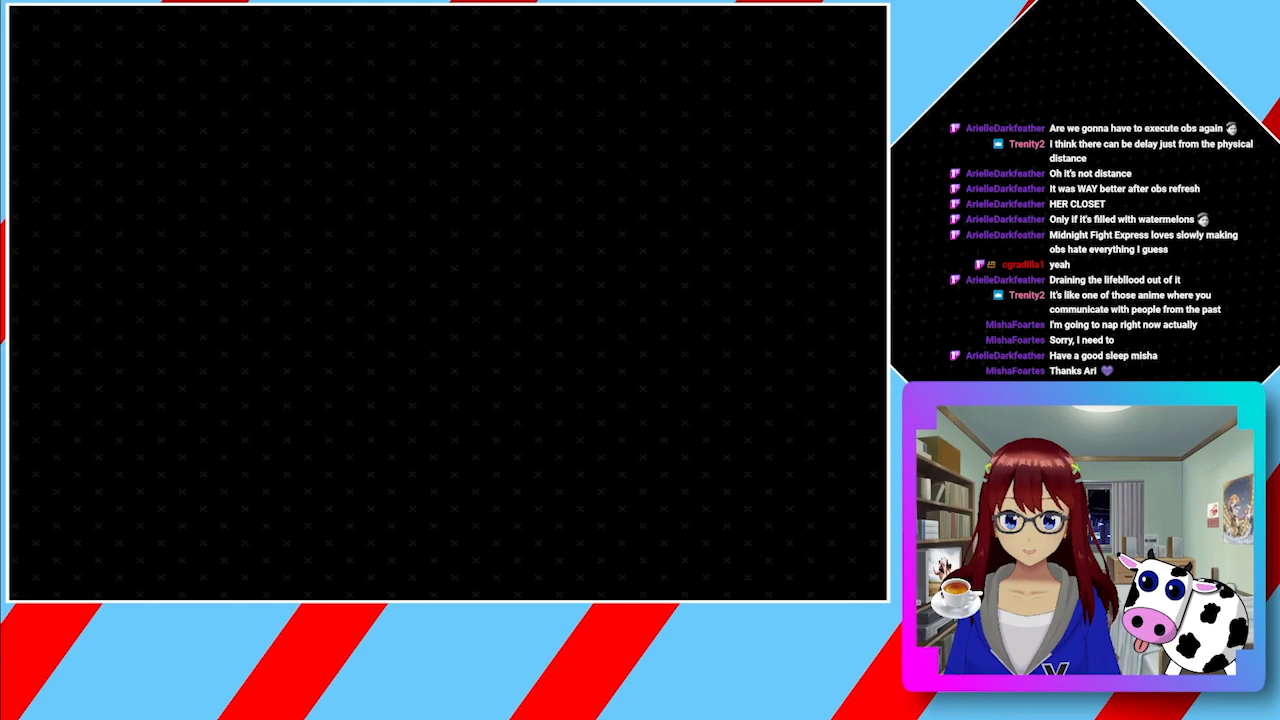 ArielleDarkfeather Are we gonna have to execute obs again
Trenity2 I think there can be delay just from the physical
distance
ArielleDarkfeather Oh it's not distance
ArielleDarkfeather It was WAY better after obs refresh
ArielleDarkfeather HER CLOSET
ArielleDarkfeather Only if it's filled with watermelons
ArielleDarkfeather Midnight Fight Express loves slowly making
obs hate everything I guess
cgradilla1 yeah
ArielleDarkfeather Draining the lifebllood out of it
Trenity2 It's like one of those anime where you
communicate with people from the past
MishaFoartes I'm going to nap right now actually
MishaFoartes Sorry, I need to
ArielleDarkfeather Have a good sleep misha
MishaFoartes Thanks Ari